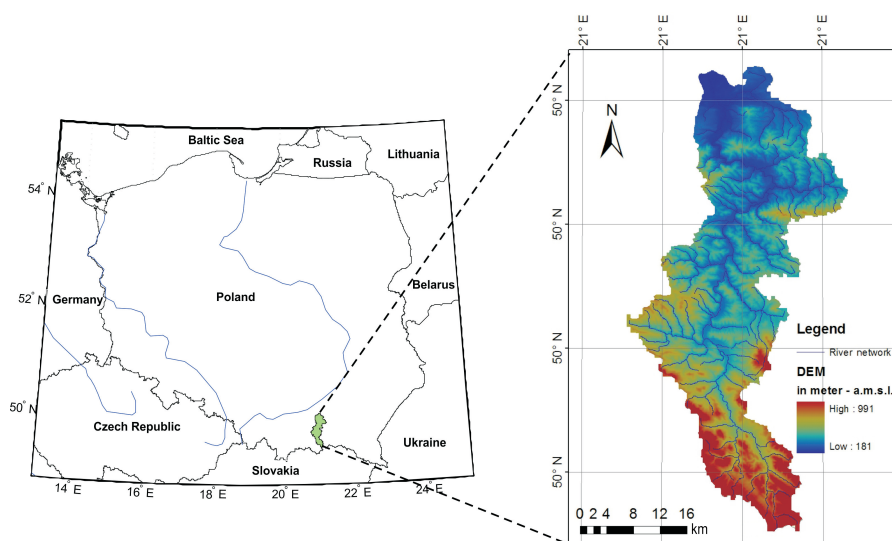 Baltic Sea
Russia
Lithuania
54° N
Belarus
Poland
52° N
Germany
50° N
Czech Republic
Ukraine
Slovakia
14° E
16° E
18° E
20° E
22° E
24° E
21° E
21° E
21° E
21° E
50° N
50° N
50° N
50° N
N
Legend
River network
DEM
in meter - a.m.s.l.
High : 991
Low : 181
0 2 4 8 12 16
km